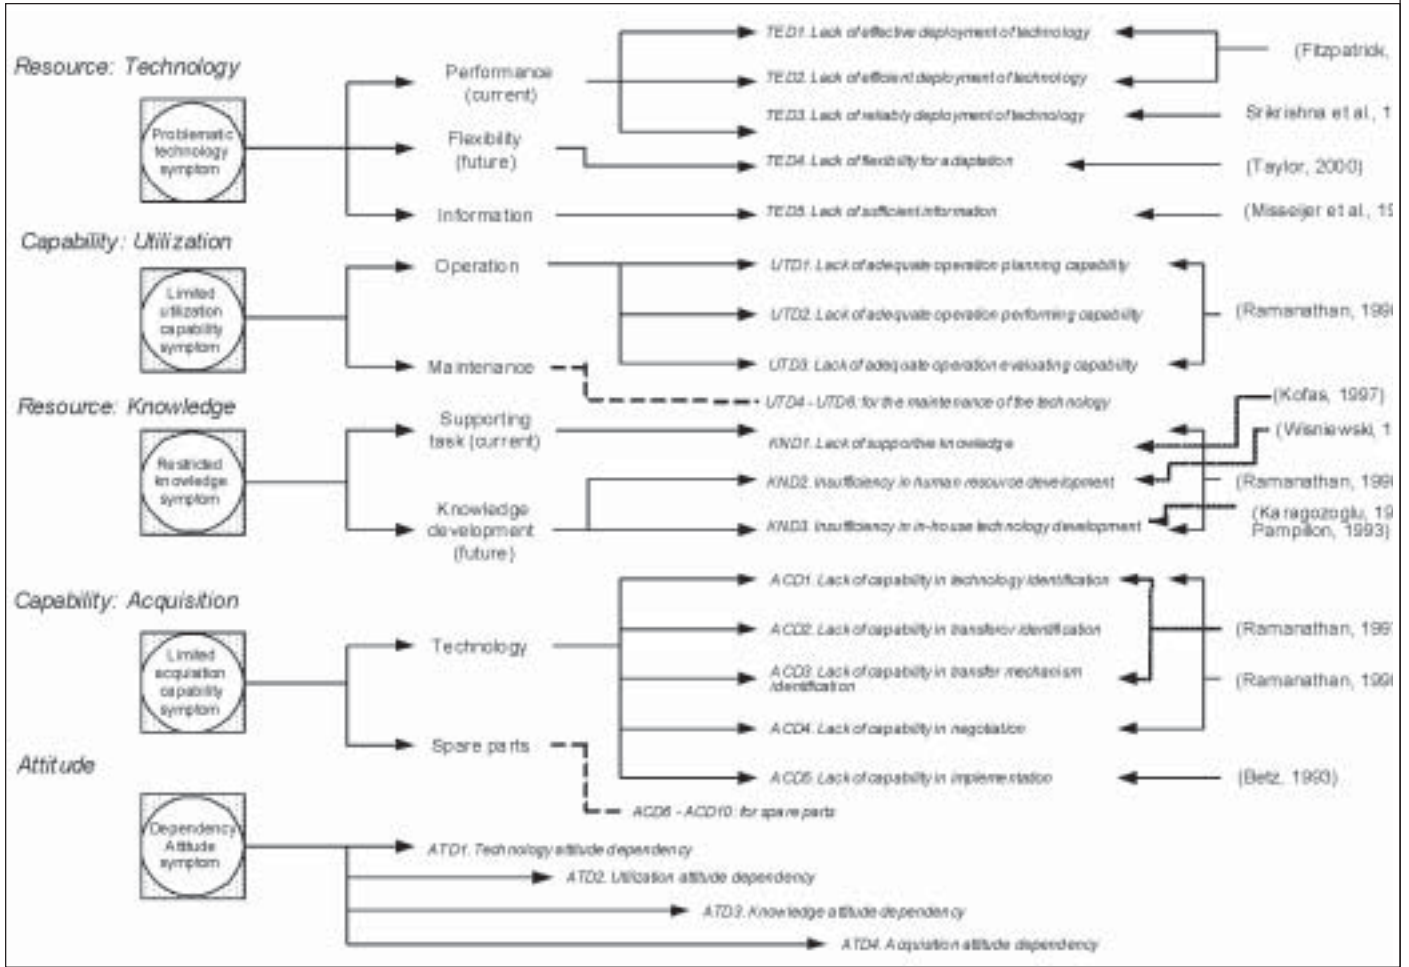 Resource: Technology
Problematic
technology
symptom
Performance
(current)
Flexibility
(future)
Information
TED1. Lack of effective deployment of technology
TED2. Lack of efficient deployment of technology
TED3. Lack of reliably deployment of technology
TED4. Lack of flexibility for adaptation
TED5. Lack of sufficient information
(Fitzpatrick,
Srikrishna et al., 1
(Taylor, 2000)
(Misseijer et al., 19
Capability: Utilization
Limited
utilization
capability
symptom
Operation
Maintenance
UTD1. Lack of adequate operation planning capability
UTD2. Lack of adequate operation performing capability
UTD3. Lack of adequate operation evaluating capability
UTD4 - UTD6: for the maintenance of the technology
(Ramanathan, 199
Resource: Knowledge
Restricted
knowledge
symptom
Supporting
task (current)
Knowledge
development
(future)
KND1. Lack of supportive knowledge
KND2. Insufficiency in human resource development
KND3. Insufficiency in in-house technology development
(Kofas, 1997)
(Wisniewski, 1
(Ramanathan, 199
(Karagozoglu, 19
Pampillon, 1993)
Capability: Acquisition
Limited
acquisition
capability
symptom
Technology
Spare parts
ACD1. Lack of capability in technology identification
ACD2. Lack of capability in transferor identification
ACD3. Lack of capability in transfer mechanism
identification
ACD4. Lack of capability in negotiation
ACD5. Lack of capability in implementation
ACD6 - ACD10: for spare parts
(Ramanathan, 199
(Ramanathan, 199
(Betz, 1993)
Attitude
Dependency
Attitude
symptom
ATD1. Technology attitude dependency
ATD2. Utilization attitude dependency
ATD3. Knowledge attitude dependency
ATD4. Acquisition attitude dependency